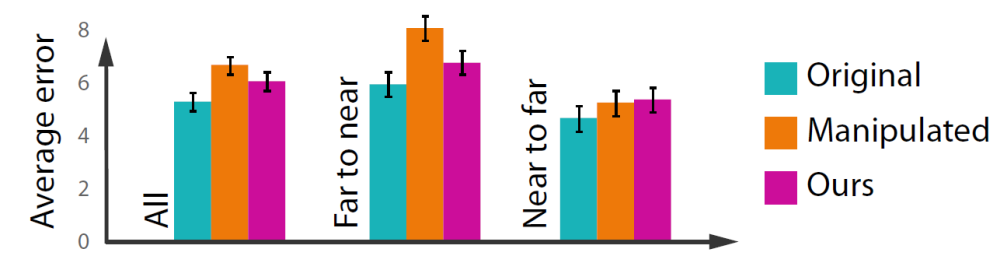 Average error
8
6
4
2
0
All
Far to near
Near to far
Original
Manipulated
Ours